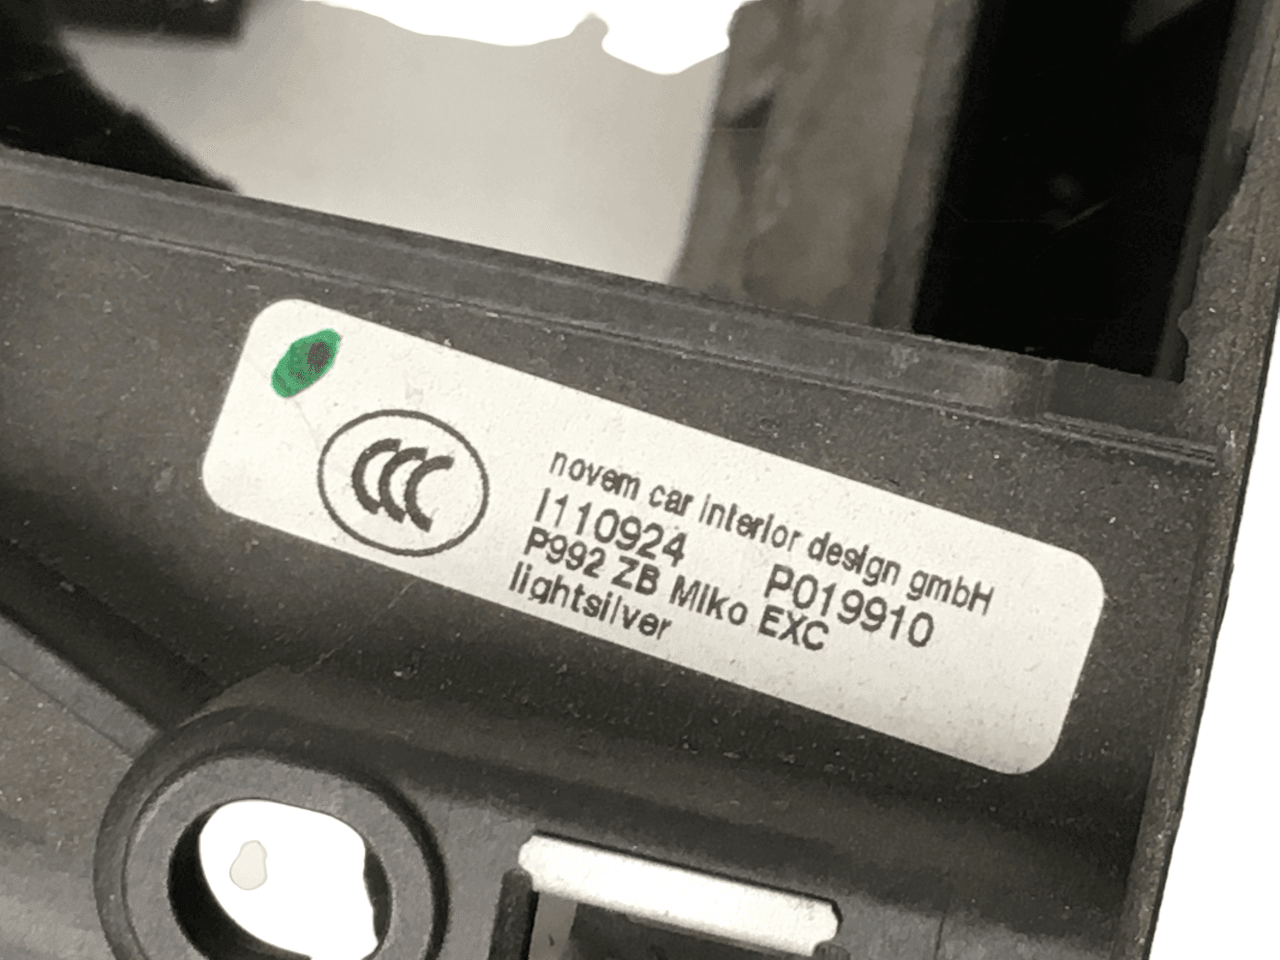 CCC
novem car interior design gmbH
I110924 P019910
P992 ZB Miko EXC
lightsilver